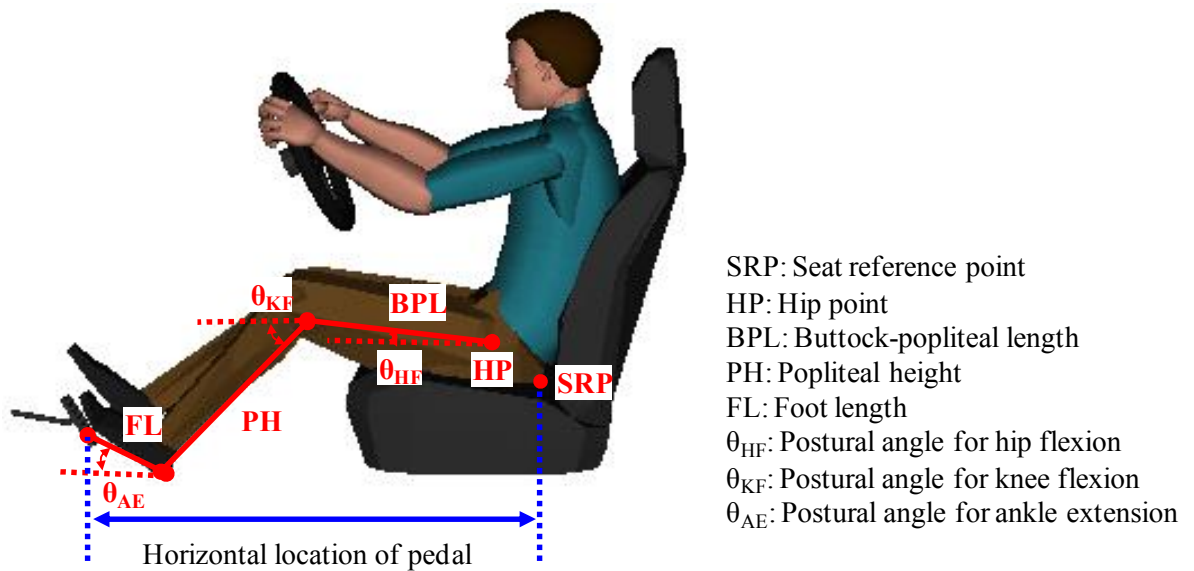 θKF
BPL
θHF
HP
SRP
FL
PH
θAE
Horizontal location of pedal
SRP: Seat reference point
HP: Hip point
BPL: Buttock-popliteal length
PH: Popliteal height
FL: Foot length
θHF: Postural angle for hip flexion
θKF: Postural angle for knee flexion
θAE: Postural angle for ankle extension